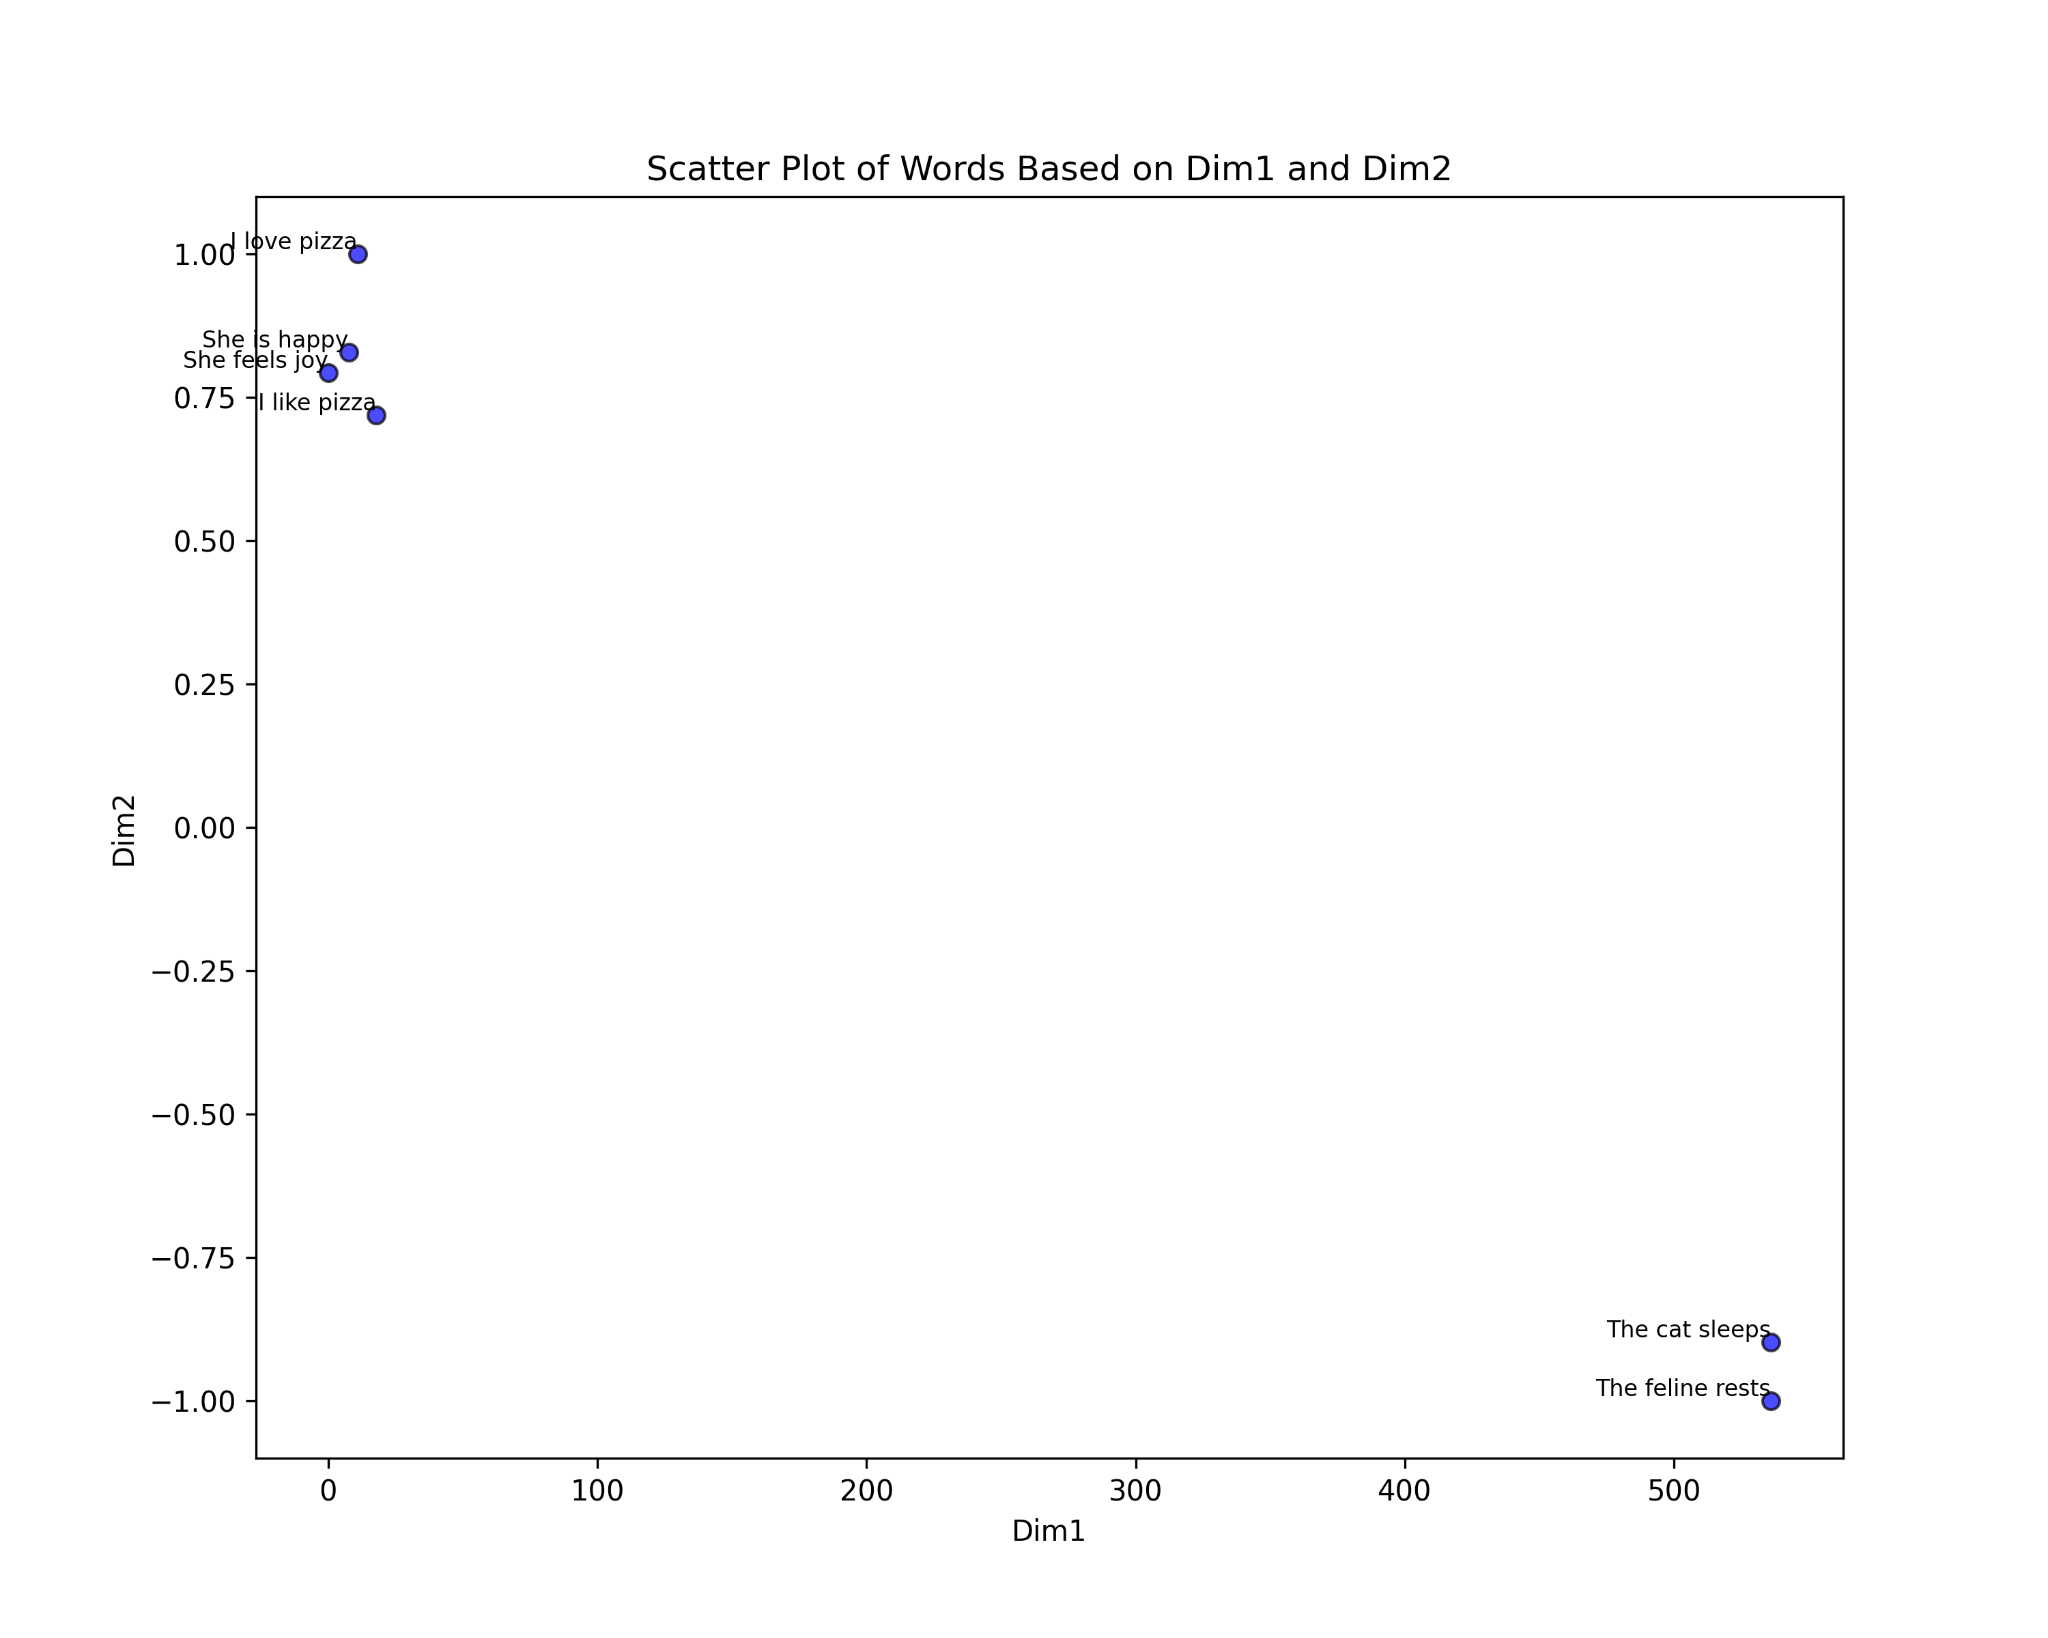 Scatter Plot of Words Based on Dim1 and Dim2
I love pizza
1.00
She is happy
She feels joy
0.75
I like pizza
0.50
0.25
0.00
Dim2
−0.25
−0.50
−0.75
The cat sleeps
The feline rests
−1.00
0 100 200 300 400 500
Dim1